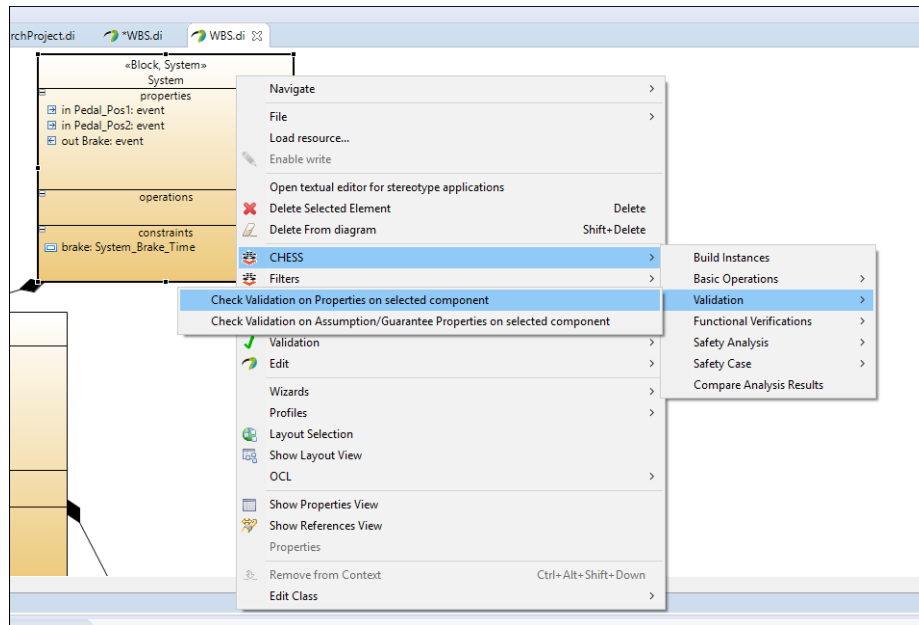 rchProject.di
*WBS.di
WBS.di
«Block, System»
System
properties
in Pedal_Pos1: event
in Pedal_Pos2: event
out Brake: event
operations
constraints
brake: System_Brake_Time
Navigate
File
Load resource...
Enable write
Open textual editor for stereotype applications
Delete Selected Element Delete
Delete From diagram Shift+Delete
CHESS
Filters
Check Validation on Properties on selected component
Check Validation on Assumption/Guarantee Properties on selected component
Validation
Edit
Wizards
Profiles
Layout Selection
Show Layout View
OCL
Show Properties View
Show References View
Properties
Remove from Context Ctrl+Alt+Shift+Down
Edit Class
Build Instances
Basic Operations
Validation
Functional Verifications
Safety Analysis
Safety Case
Compare Analysis Results